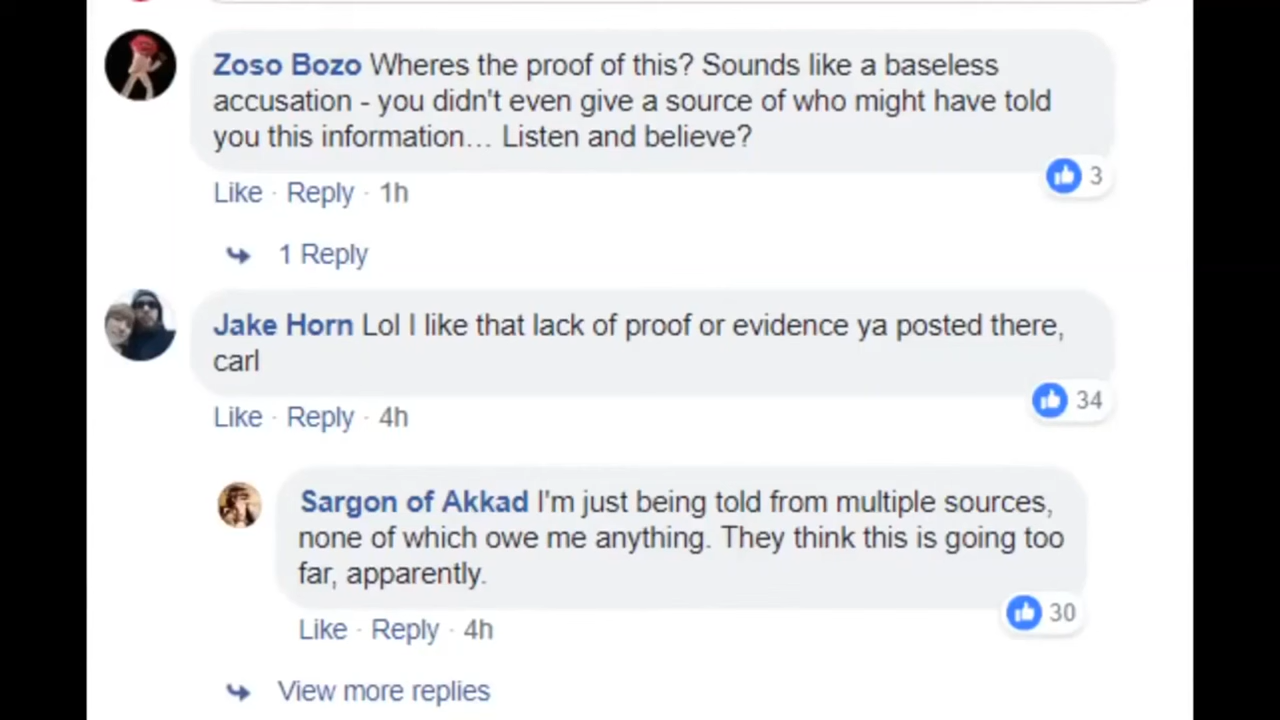 Zoso Bozo Wheres the proof of this? Sounds like a baseless
accusation - you didn't even give a source of who might have told
you this information... Listen and believe?
3
Like · Reply · 1h
1 Reply
Jake Horn Lol I like that lack of proof or evidence ya posted there,
carl
34
Like · Reply · 4h
Sargon of Akkad I'm just being told from multiple sources,
none of which owe me anything. They think this is going too
far, apparently.
30
Like · Reply · 4h
View more replies